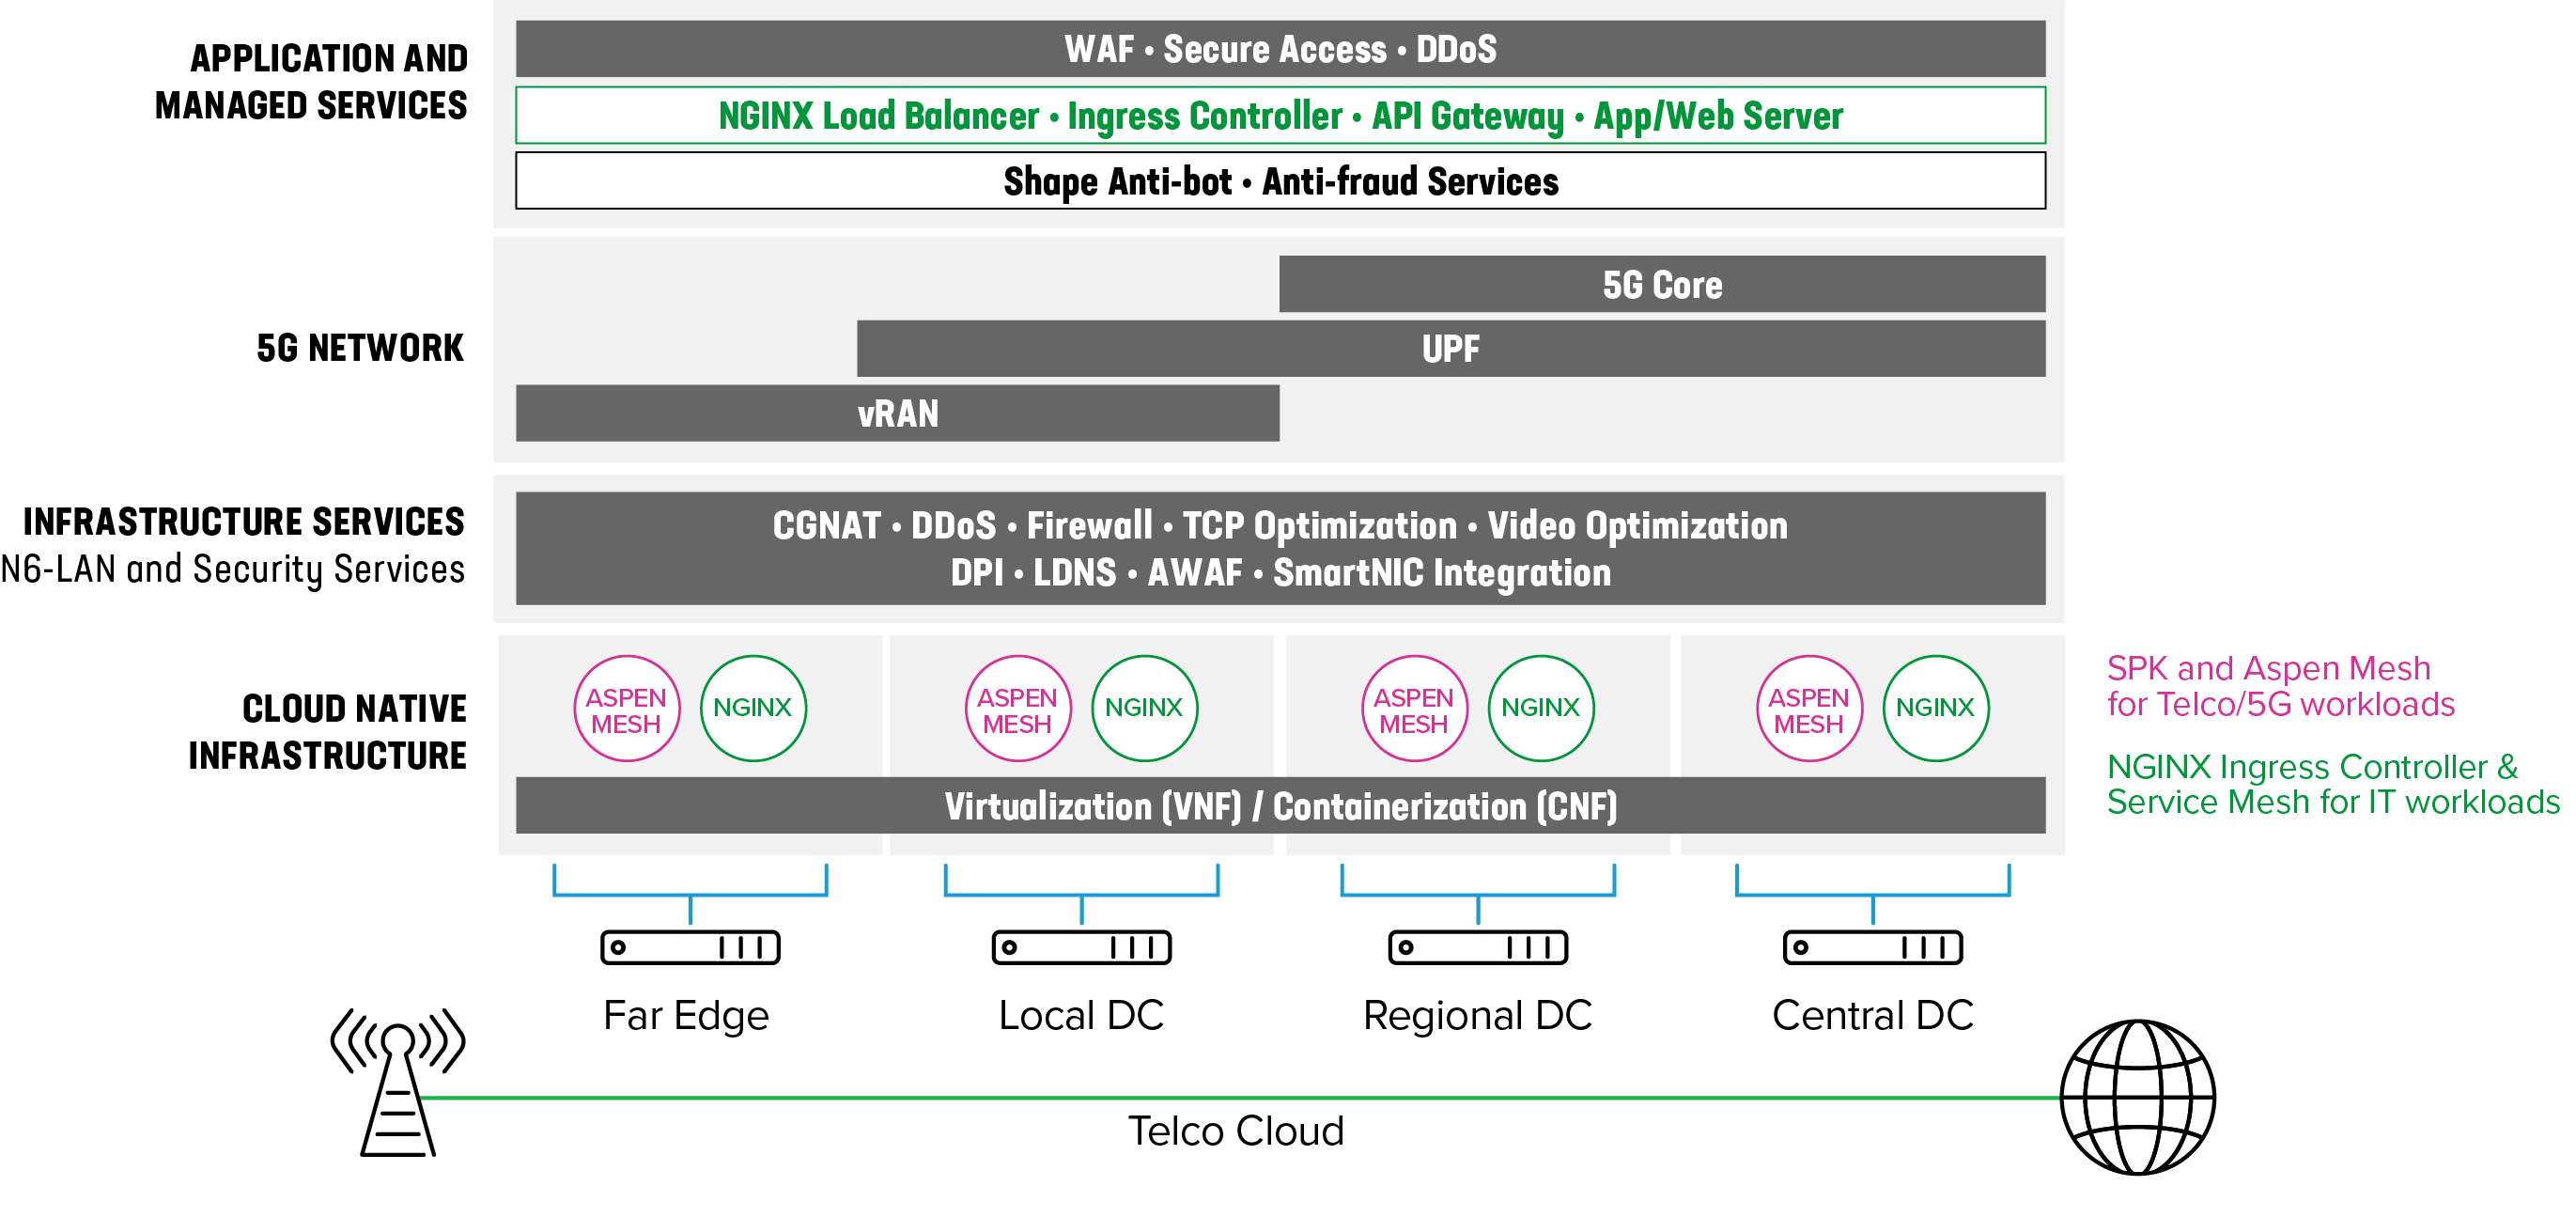 APPLICATION AND
MANAGED SERVICES
WAF • Secure Access • DDoS
NGINX Load Balancer • Ingress Controller • API Gateway • App/Web Server
Shape Anti-bot • Anti-fraud Services
5G NETWORK
5G Core
UPF
vRAN
INFRASTRUCTURE SERVICES
N6-LAN and Security Services
CGNAT • DDoS • Firewall • TCP Optimization • Video Optimization
DPI • LDNS • AWAF • SmartNIC Integration
CLOUD NATIVE
INFRASTRUCTURE
ASPEN
MESH
NGINX
ASPEN
MESH
NGINX
ASPEN
MESH
NGINX
ASPEN
MESH
NGINX
Virtualization (VNF) / Containerization (CNF)
SPK and Aspen Mesh
for Telco/5G workloads
NGINX Ingress Controller &
Service Mesh for IT workloads
Far Edge
Local DC
Regional DC
Central DC
Telco Cloud